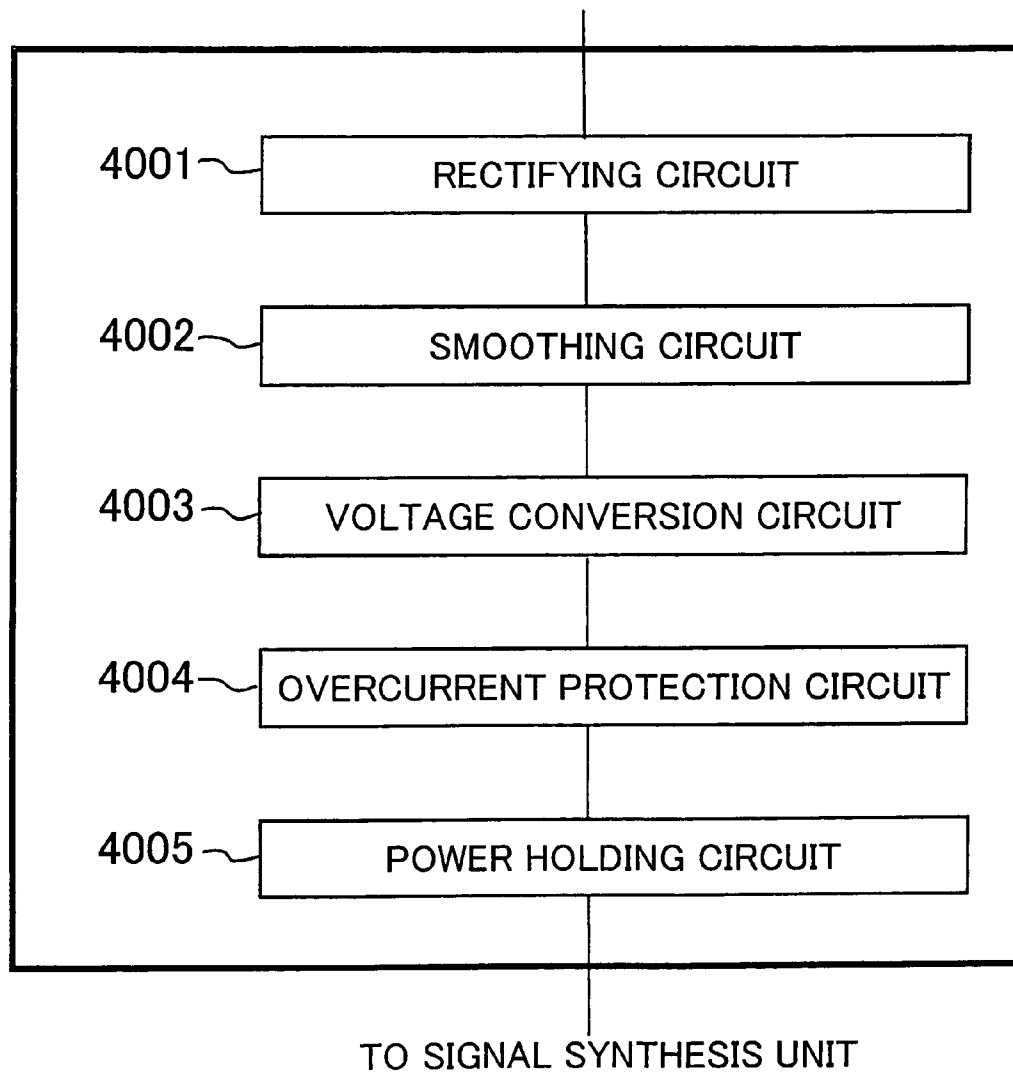 4001 RECTIFYING CIRCUIT
4002 SMOOTHING CIRCUIT
4003 VOLTAGE CONVERSION CIRCUIT
4004 OVERCURRENT PROTECTION CIRCUIT
4005 POWER HOLDING CIRCUIT
TO SIGNAL SYNTHESIS UNIT